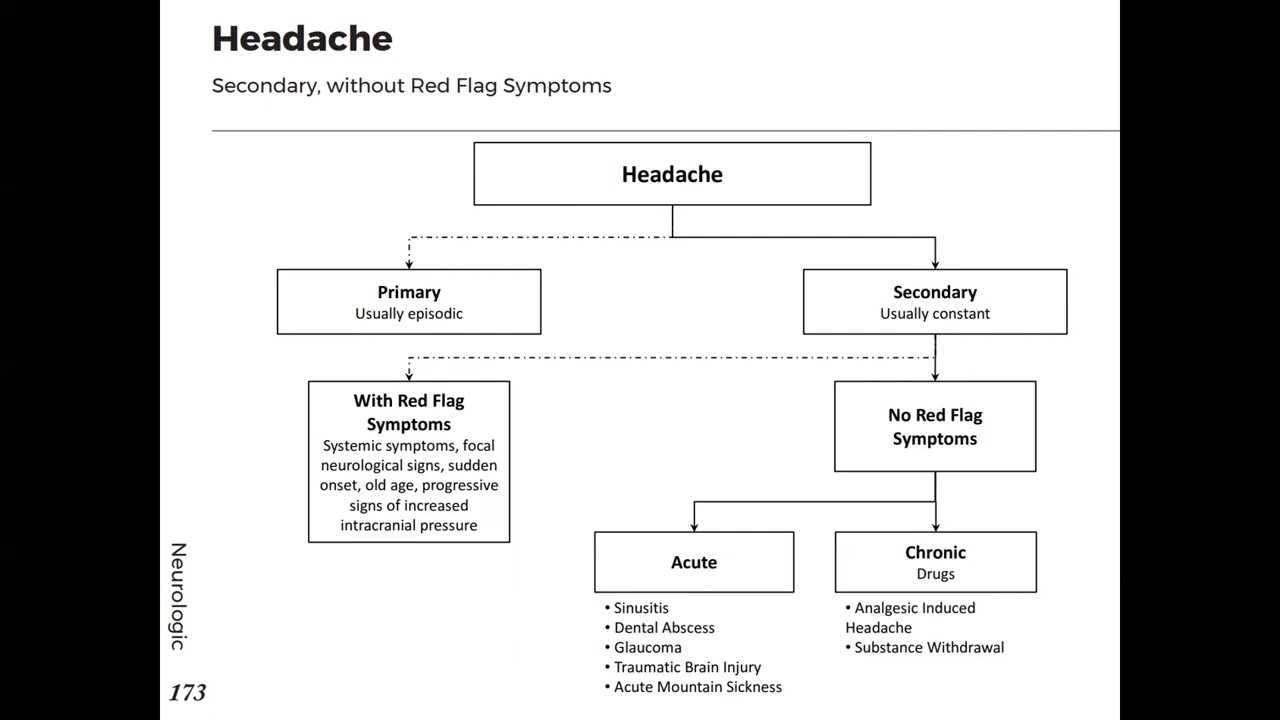 Headache
Secondary, without Red Flag Symptoms
Headache
Primary
Usually episodic
Secondary
Usually constant
With Red Flag
Symptoms
Systemic symptoms, focal
neurological signs, sudden
onset, old age, progressive
signs of increased
intracranial pressure
No Red Flag
Symptoms
Acute
• Sinusitis
• Dental Abscess
• Glaucoma
• Traumatic Brain Injury
• Acute Mountain Sickness
Chronic
Drugs
• Analgesic Induced
Headache
• Substance Withdrawal
Neurologic
173